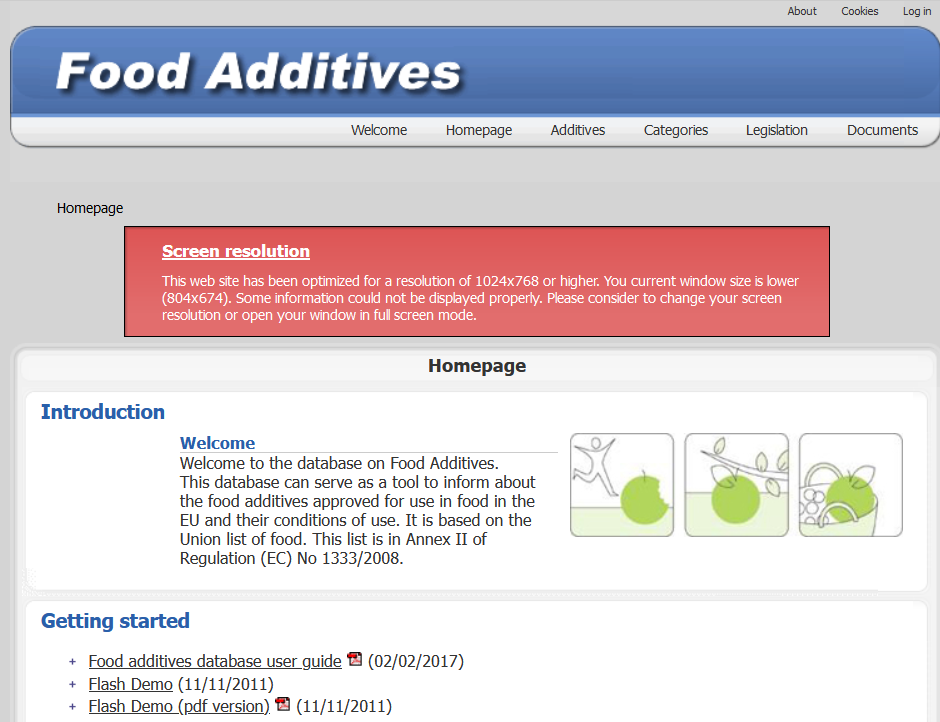 About Cookies Log in
Food Additives
Welcome Homepage Additives Categories Legislation Documents
Homepage
Screen resolution
This web site has been optimized for a resolution of 1024x768 or higher. You current window size is lower
(804x674). Some information could not be displayed properly. Please consider to change your screen
resolution or open your window in full screen mode.
Homepage
Introduction
Welcome
Welcome to the database on Food Additives.
This database can serve as a tool to inform about
the food additives approved for use in food in the
EU and their conditions of use. It is based on the
Union list of food. This list is in Annex II of
Regulation (EC) No 1333/2008.
Getting started
+ Food additives database user guide (02/02/2017)
+ Flash Demo (11/11/2011)
+ Flash Demo (pdf version) (11/11/2011)